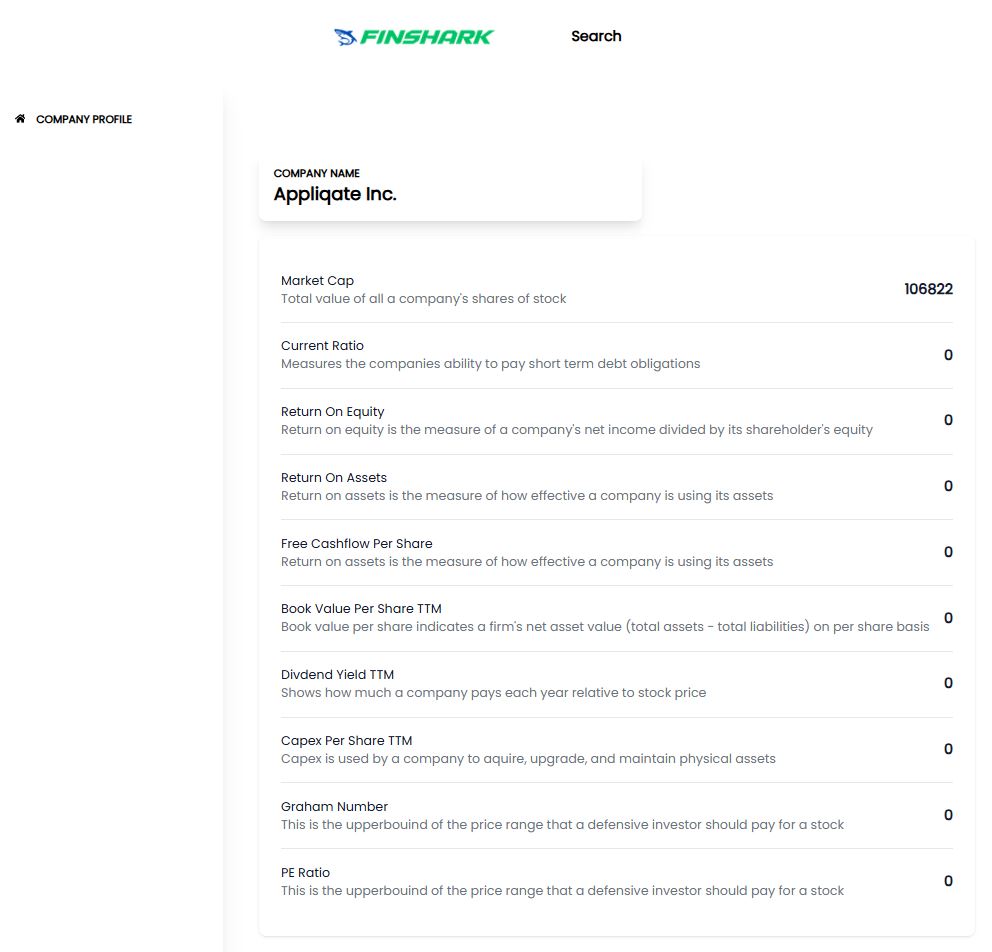 FINSHARK
Search
COMPANY PROFILE
COMPANY NAME
Appliqate Inc.
Market Cap
Total value of all a company's shares of stock
106822
Current Ratio
Measures the companies ability to pay short term debt obligations
0
Return On Equity
Return on equity is the measure of a company's net income divided by its shareholder's equity
0
Return On Assets
Return on assets is the measure of how effective a company is using its assets
0
Free Cashflow Per Share
Return on assets is the measure of how effective a company is using its assets
0
Book Value Per Share TTM
Book value per share indicates a firm's net asset value (total assets - total liabilities) on per share basis
0
Divdend Yield TTM
Shows how much a company pays each year relative to stock price
0
Capex Per Share TTM
Capex is used by a company to aquire, upgrade, and maintain physical assets
0
Graham Number
This is the upperbouind of the price range that a defensive investor should pay for a stock
0
PE Ratio
This is the upperbouind of the price range that a defensive investor should pay for a stock
0